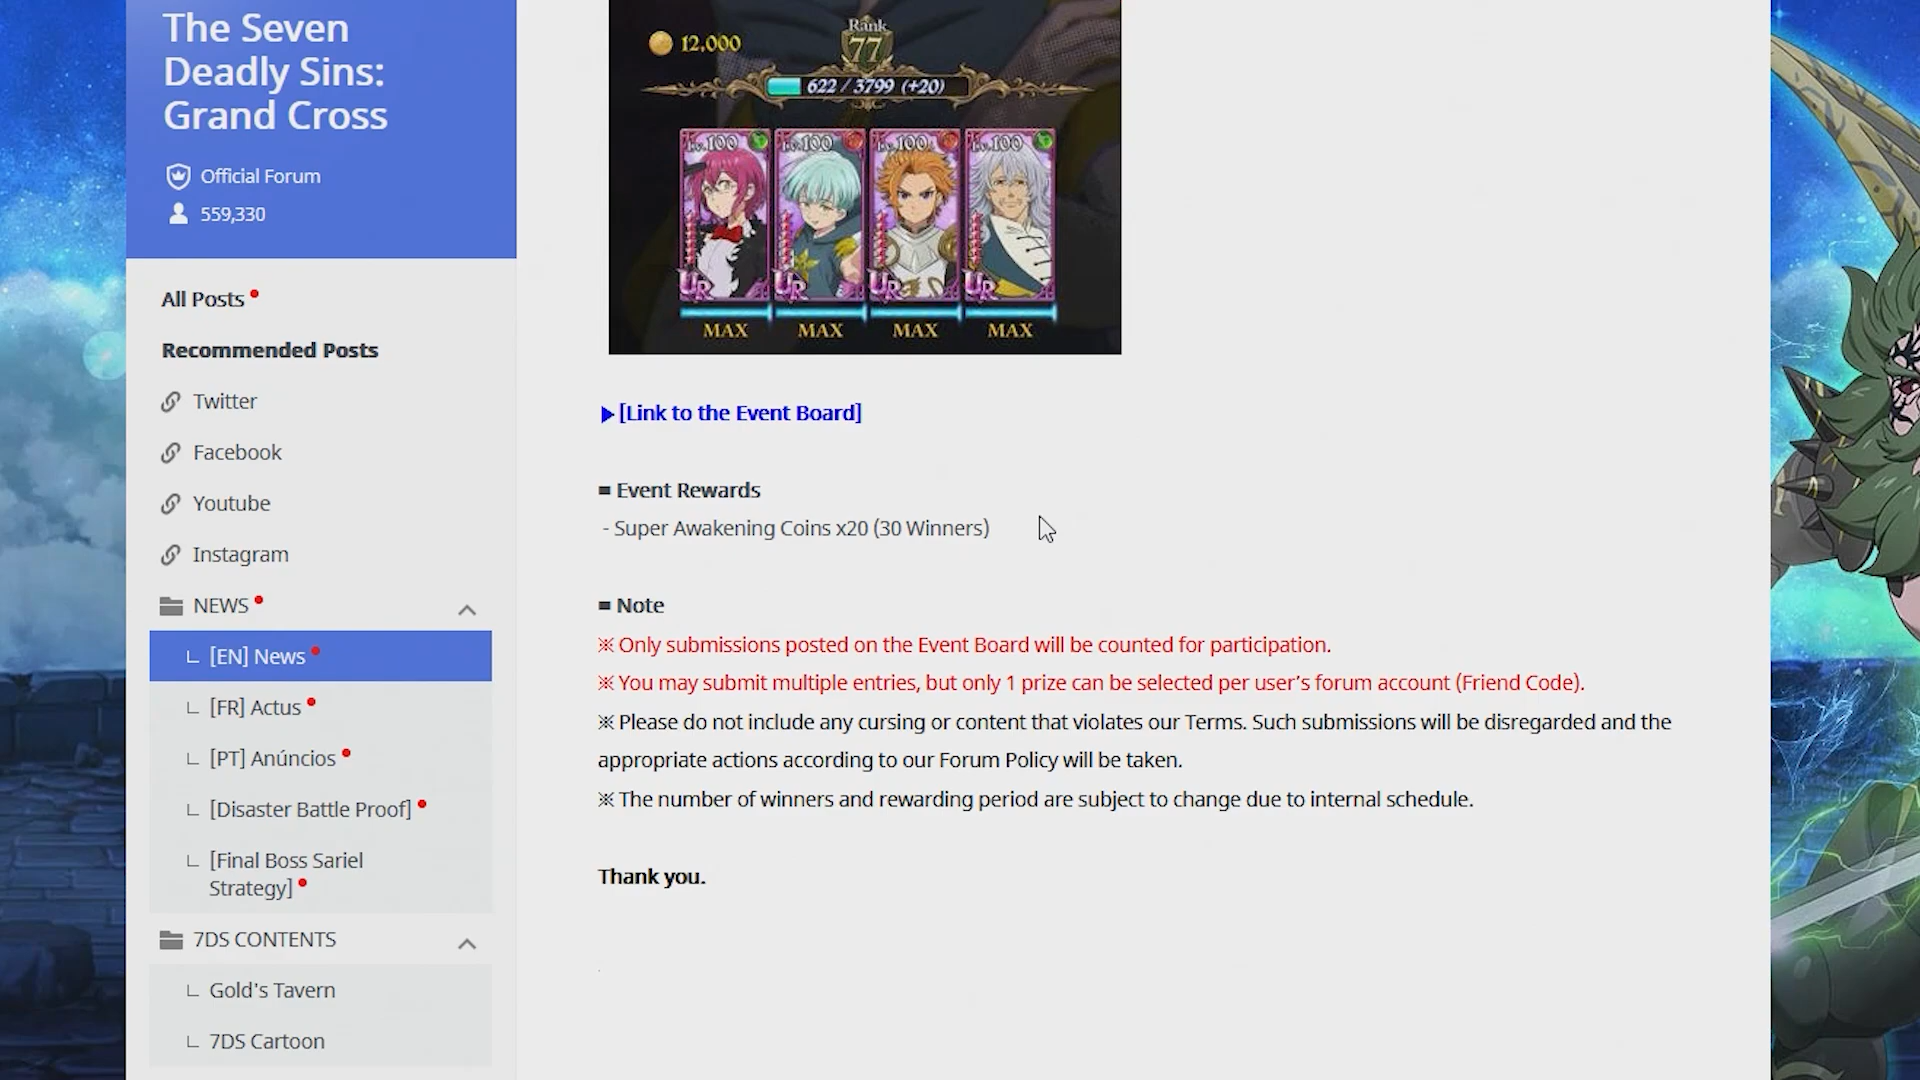 The Seven
Deadly Sins:
Grand Cross
Official Forum
559,330
All Posts
Recommended Posts
Twitter
Facebook
Youtube
Instagram
NEWS
[EN] News
[FR] Actus
[PT] Anúncios
[Disaster Battle Proof]
[Final Boss Sariel
Strategy]
7DS CONTENTS
Gold's Tavern
7DS Cartoon
Rank
12,000
77
622 / 3799 (+20)
Lv.100 Lv.100 Lv.100 Lv.100
UR UR UR UR
MAX MAX MAX MAX
▶[Link to the Event Board]
= Event Rewards
- Super Awakening Coins x20 (30 Winners)
= Note
※ Only submissions posted on the Event Board will be counted for participation.
※ You may submit multiple entries, but only 1 prize can be selected per user’s forum account (Friend Code).
※ Please do not include any cursing or content that violates our Terms. Such submissions will be disregarded and the
appropriate actions according to our Forum Policy will be taken.
※ The number of winners and rewarding period are subject to change due to internal schedule.
Thank you.
.